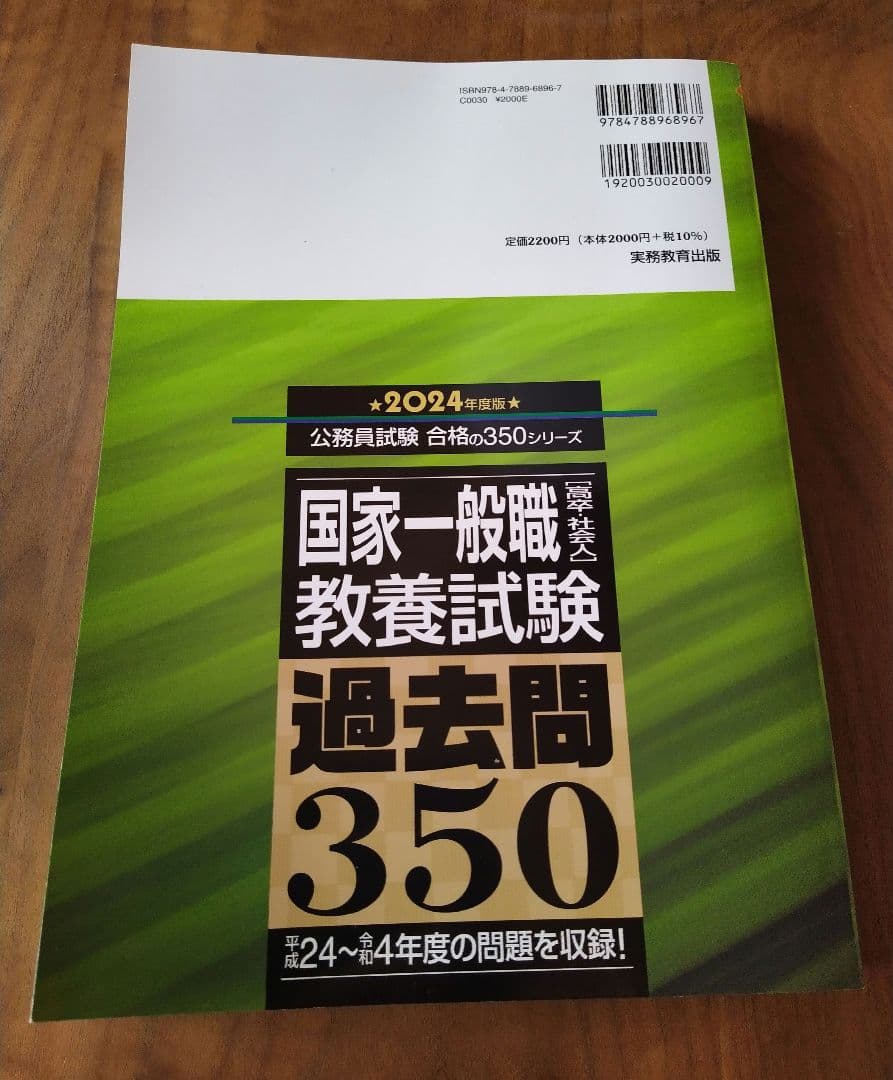 ISBN978-4-7889-6896-7
C0030 ¥2000E
9784788968967
1920030020009
定価2200円（本体2000円＋税10％）
実務教育出版
★2024年度版★
公務員試験 合格の350シリーズ
国家一般職[高卒・社会人]
教養試験
過去問
350
平成24～令和4年度の問題を収録！